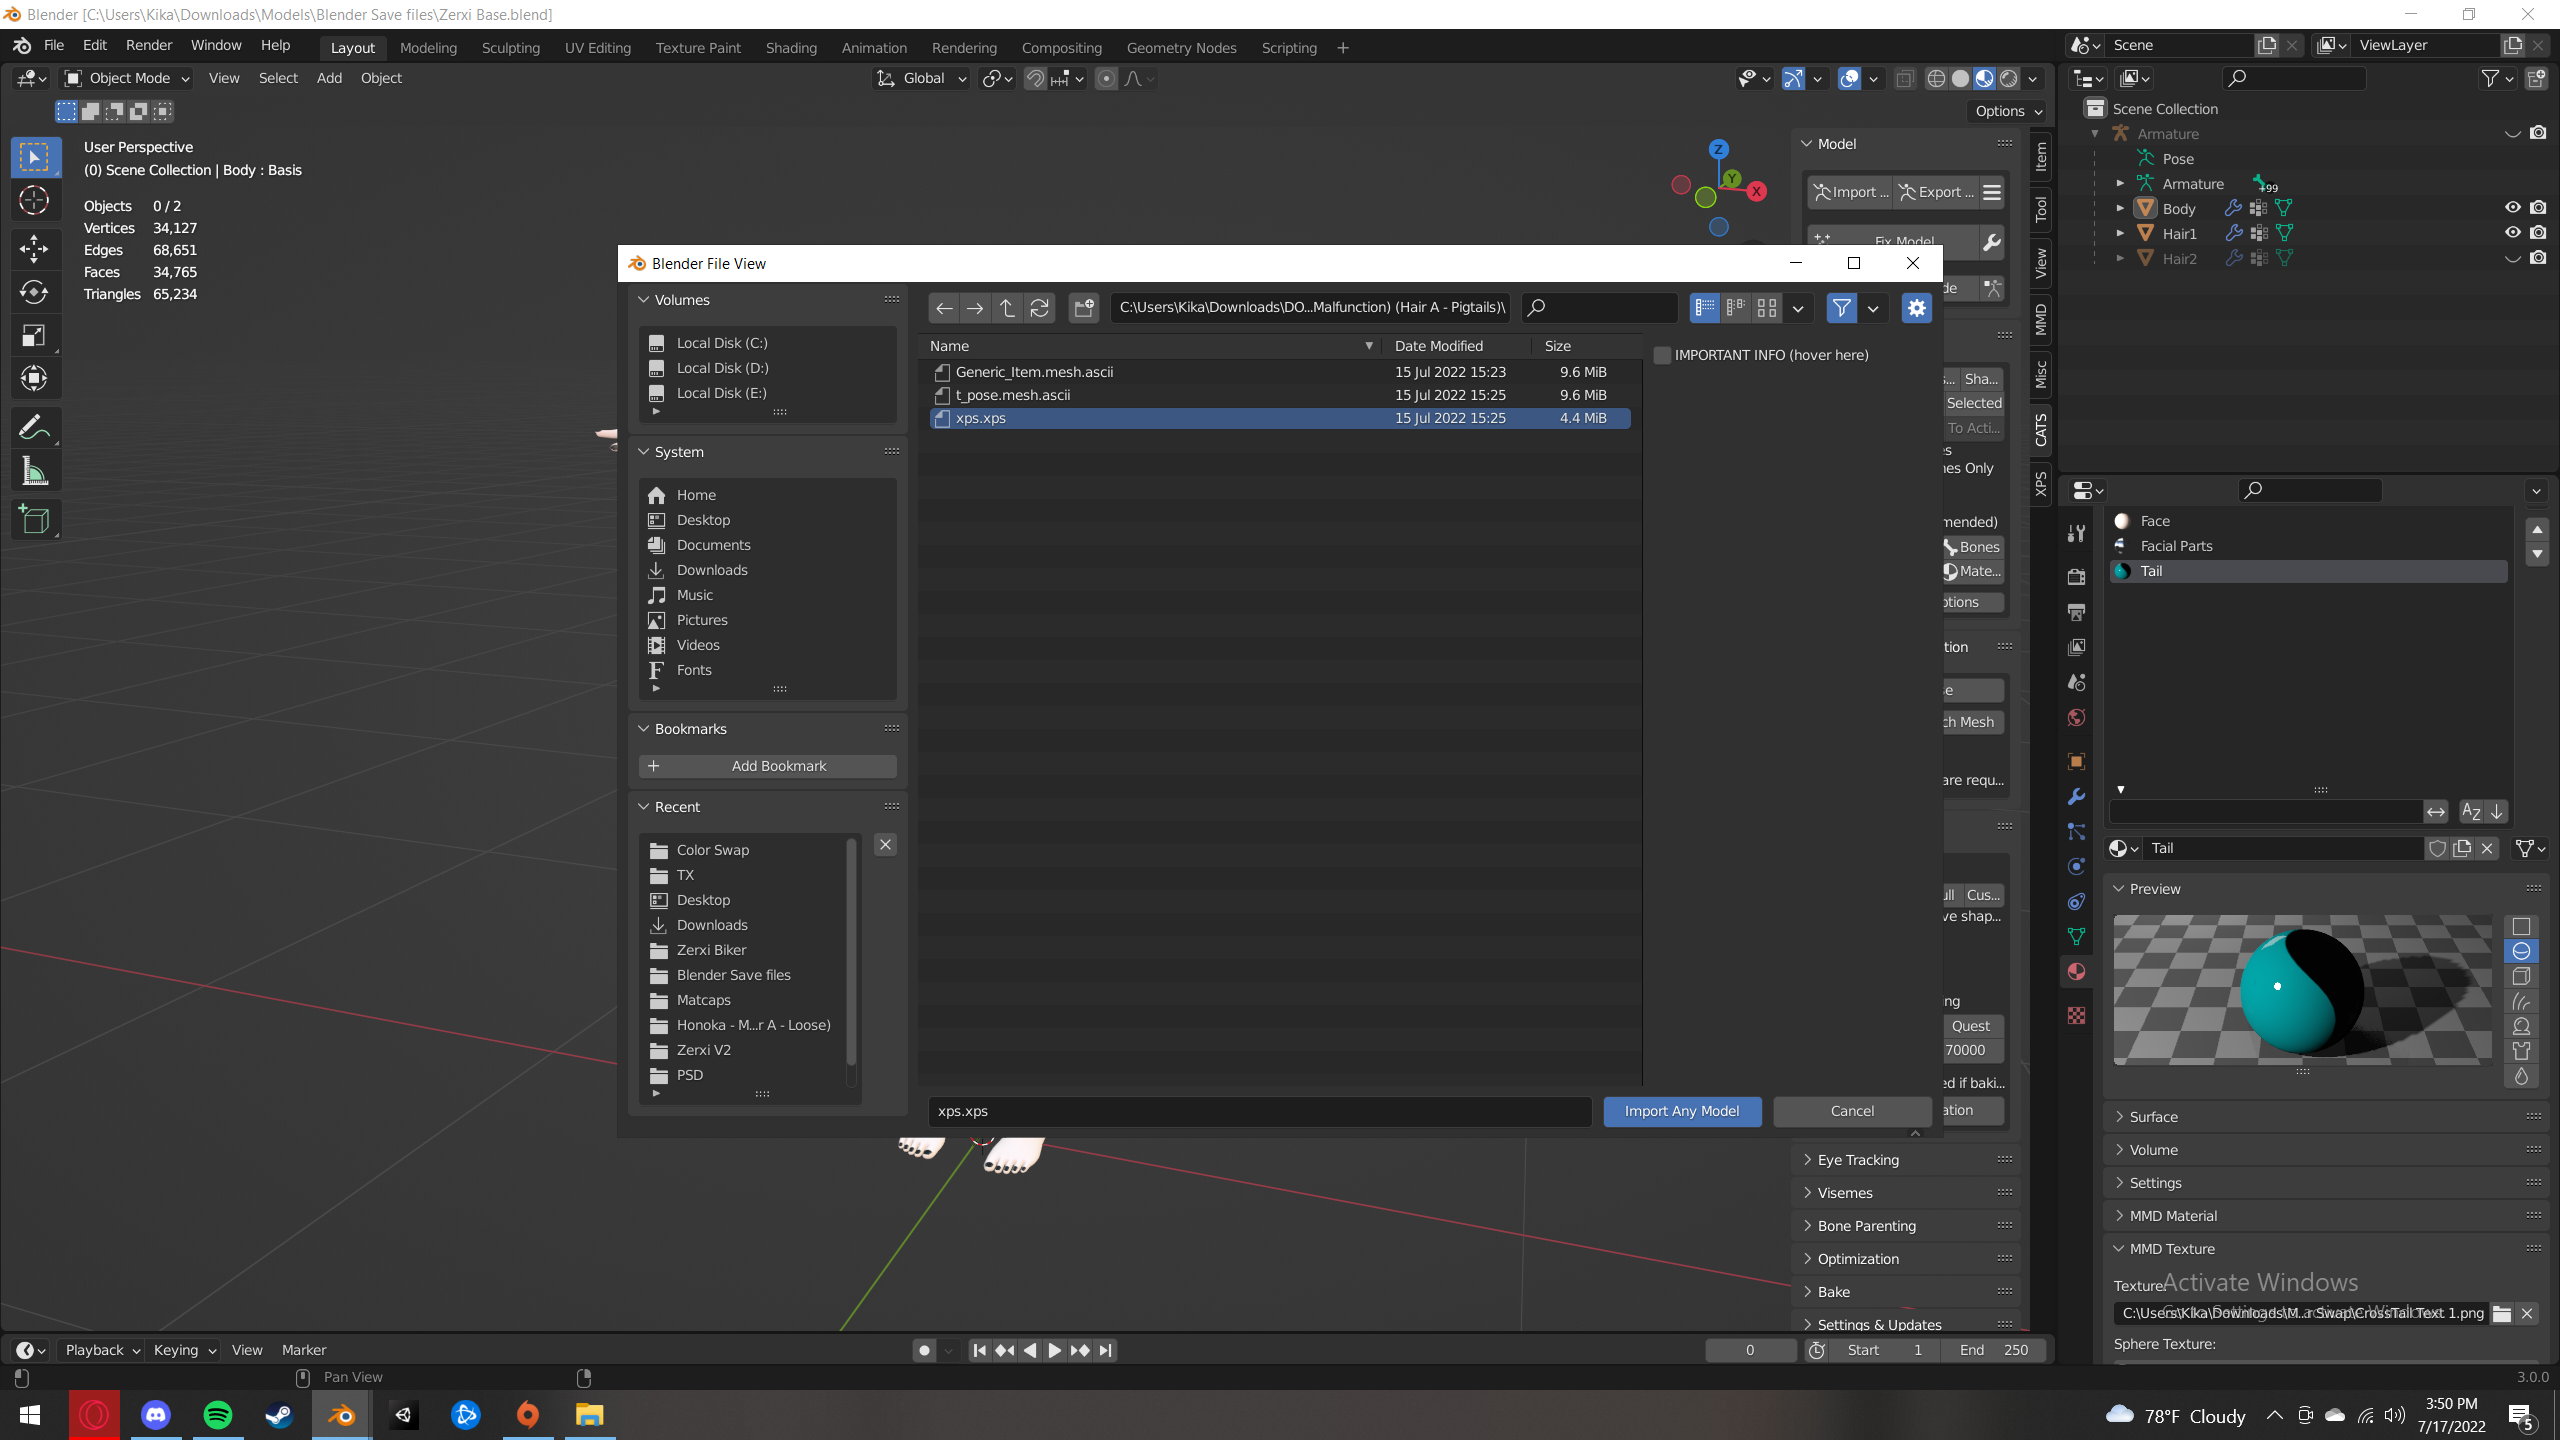 Blender [C:\Users\Kika\Downloads\Models\Blender Save files\Zerxi Base.blend]
File Edit Render Window Help Layout Modeling Sculpting UV Editing Texture Paint Shading Animation Rendering Compositing Geometry Nodes Scripting + Scene ViewLayer
Object Mode View Select Add Object Global
Options
User Perspective
(0) Scene Collection | Body : Basis
Objects 0 / 2
Vertices 34,127
Edges 68,651
Faces 34,765
Triangles 65,234
Z
Y
X
Model
Import ... Export ...
Fix Model
Item
Tool
View
MMD
Misc
CATS
XPS
Scene Collection
Armature
Pose
Armature +99
Body
Hair1
Hair2
Blender File View
Volumes
Local Disk (C:)
Local Disk (D:)
Local Disk (E:)
System
Home
Desktop
Documents
Downloads
Music
Pictures
Videos
Fonts
Bookmarks
Add Bookmark
Recent
Color Swap
TX
Desktop
Downloads
Zerxi Biker
Blender Save files
Matcaps
Honoka - M...r A - Loose)
Zerxi V2
PSD
C:\Users\Kika\Downloads\DO...Malfunction) (Hair A - Pigtails)\
Name Date Modified Size
Generic_Item.mesh.ascii 15 Jul 2022 15:23 9.6 MiB
t_pose.mesh.ascii 15 Jul 2022 15:25 9.6 MiB
xps.xps 15 Jul 2022 15:25 4.4 MiB
IMPORTANT INFO (hover here)
xps.xps
Import Any Model
Cancel
de
s... Sha...
Selected
To Acti...
es
nes Only
mended)
Bones
Mate...
ptions
tion
se
ch Mesh
are requ...
ull Cus...
ve shap...
ng
Quest
70000
ed if baki...
ation
Eye Tracking
Visemes
Bone Parenting
Optimization
Bake
Settings & Updates
Face
Facial Parts
Tail
Tail
Preview
Surface
Volume
Settings
MMD Material
MMD Texture
Texture:
Activate Windows
C:\Users\Kika\Downloads\M...r Swap\CrossTail Text 1.png
Sphere Texture:
Playback Keying View Marker 0 Start 1 End 250
Pan View 3.0.0
78°F Cloudy
3:50 PM
7/17/2022
5